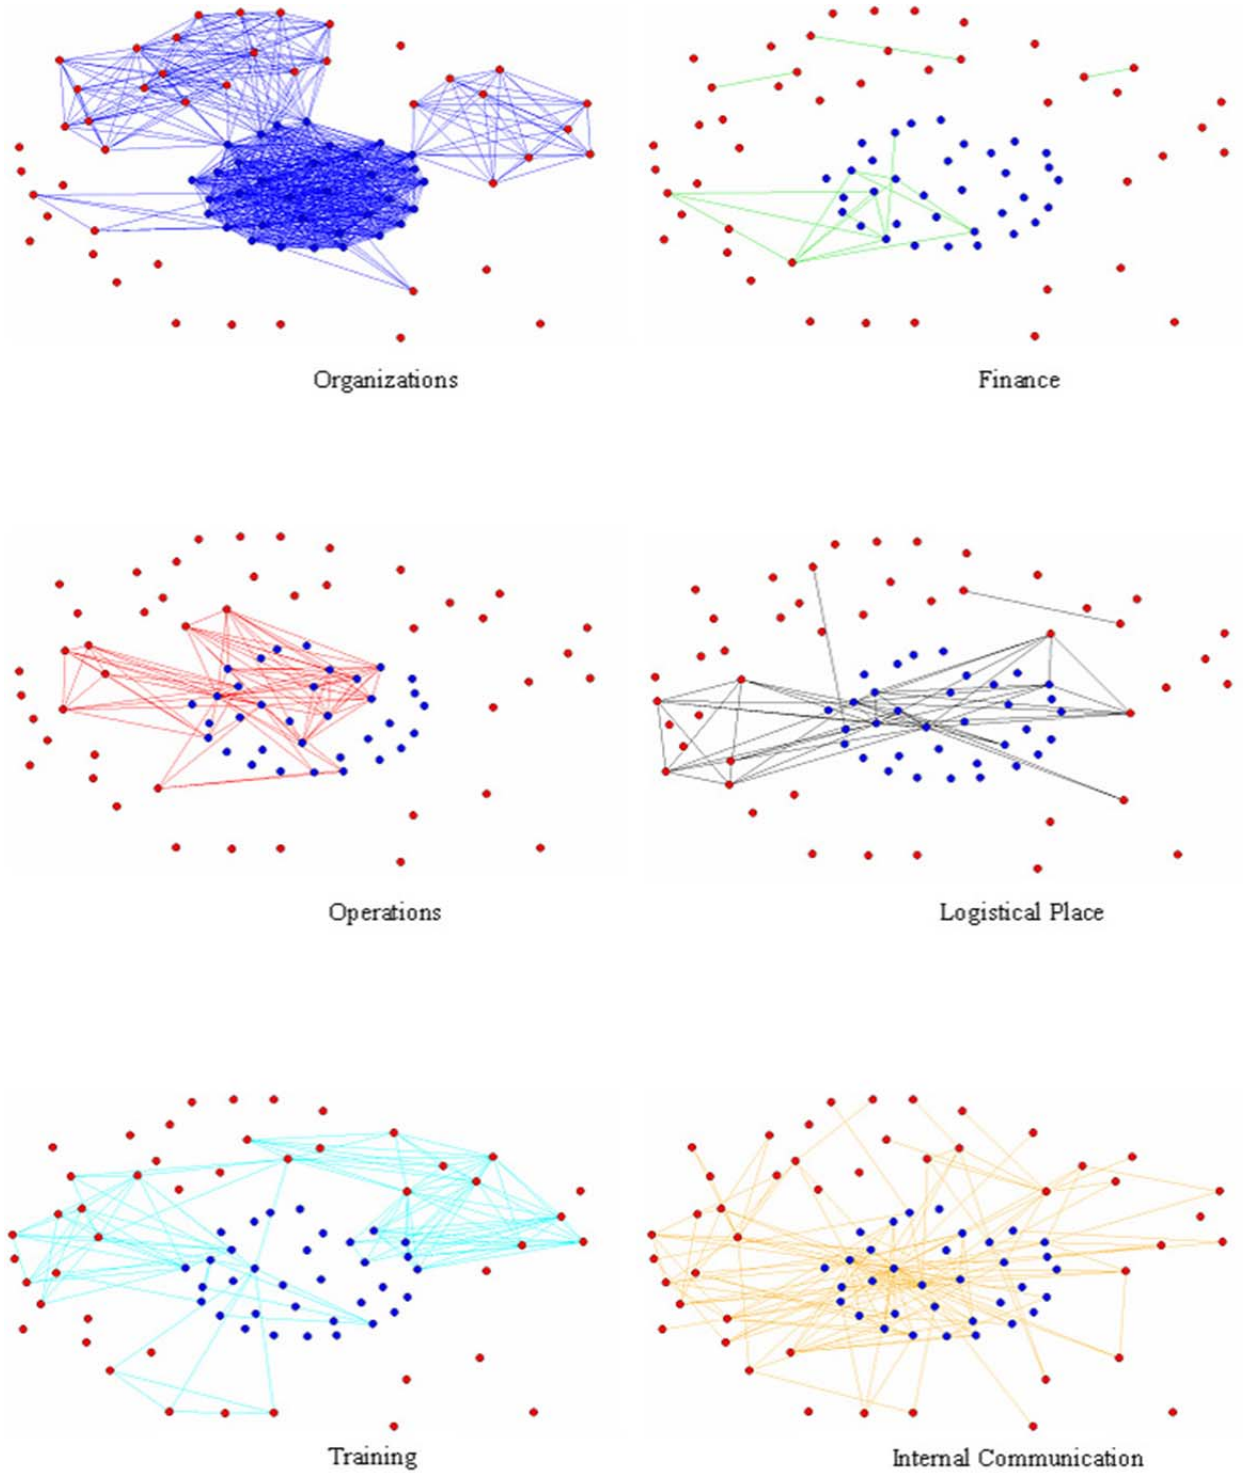 Organizations
Finance
Operations
Logistical Place
Training
Internal Communication